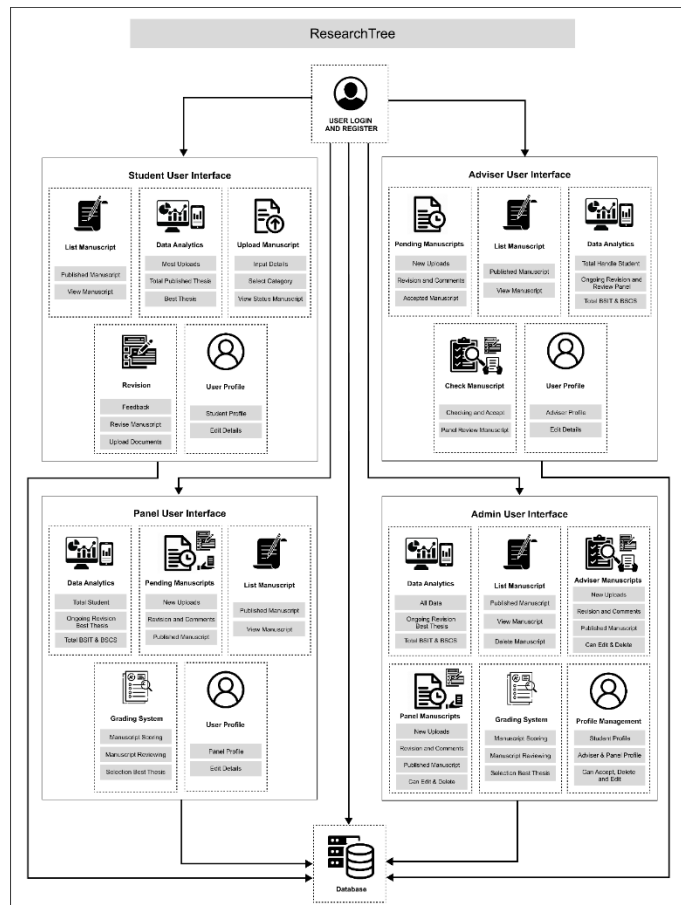 ResearchTree
USER LOGIN
AND REGISTER
Student User Interface
List Manuscript
Published Manuscript
View Manuscript
Data Analytics
Most Uploads
Total Published Thesis
Best Thesis
Upload Manuscript
Input Details
Select Category
View Status Manuscript
Revision
Feedback
Revise Manuscript
Upload Documents
User Profile
Student Profile
Edit Details
Adviser User Interface
Pending Manuscripts
New Uploads
Revision and Comments
Accepted Manuscript
List Manuscript
Published Manuscript
View Manuscript
Data Analytics
Total Handle Student
Ongoing Revision and
Review Panel
Total BSIT & BSCS
Check Manuscript
Checking and Accept
Panel Review Manuscript
User Profile
Adviser Profile
Edit Details
Panel User Interface
Data Analytics
Total Student
Ongoing Revision
Best Thesis
Total BSIT & BSCS
Pending Manuscripts
New Uploads
Revision and Comments
Published Manuscript
List Manuscript
Published Manuscript
View Manuscript
Grading System
Manuscript Scoring
Manuscript Reviewing
Selection Best Thesis
User Profile
Panel Profile
Edit Details
Admin User Interface
Data Analytics
All Data
Ongoing Revision
Best Thesis
Total BSIT & BSCS
List Manuscript
Published Manuscript
View Manuscript
Delete Manuscript
Adviser Manuscripts
New Uploads
Revision and Comments
Published Manuscript
Can Edit & Delete
Panel Manuscripts
New Uploads
Revision and Comments
Published Manuscript
Can Edit & Delete
Grading System
Manuscript Scoring
Manuscript Reviewing
Selection Best Thesis
Profile Management
Student Profile
Adviser & Panel Profile
Can Accept, Delete
and Edit
Database